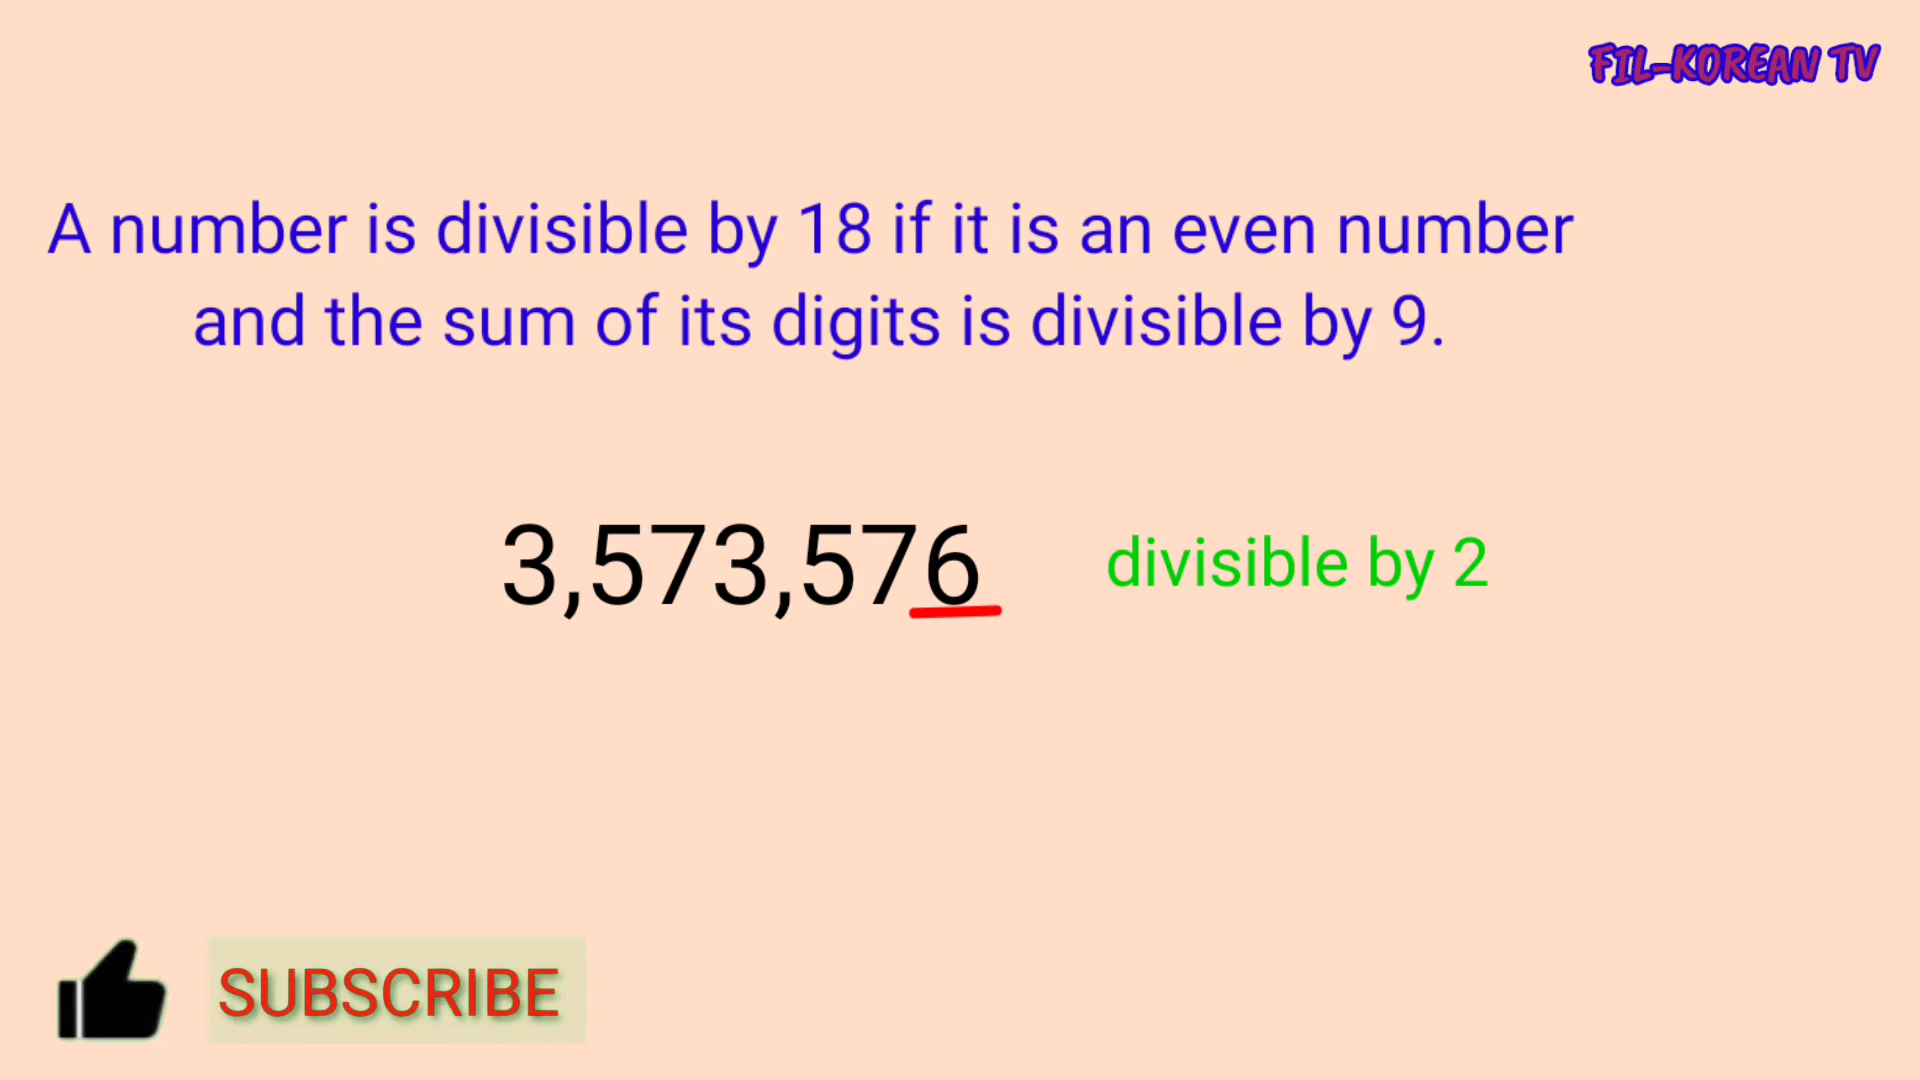 FIL-KOREAN TV
A number is divisible by 18 if it is an even number
and the sum of its digits is divisible by 9.
3,573,576 divisible by 2
SUBSCRIBE